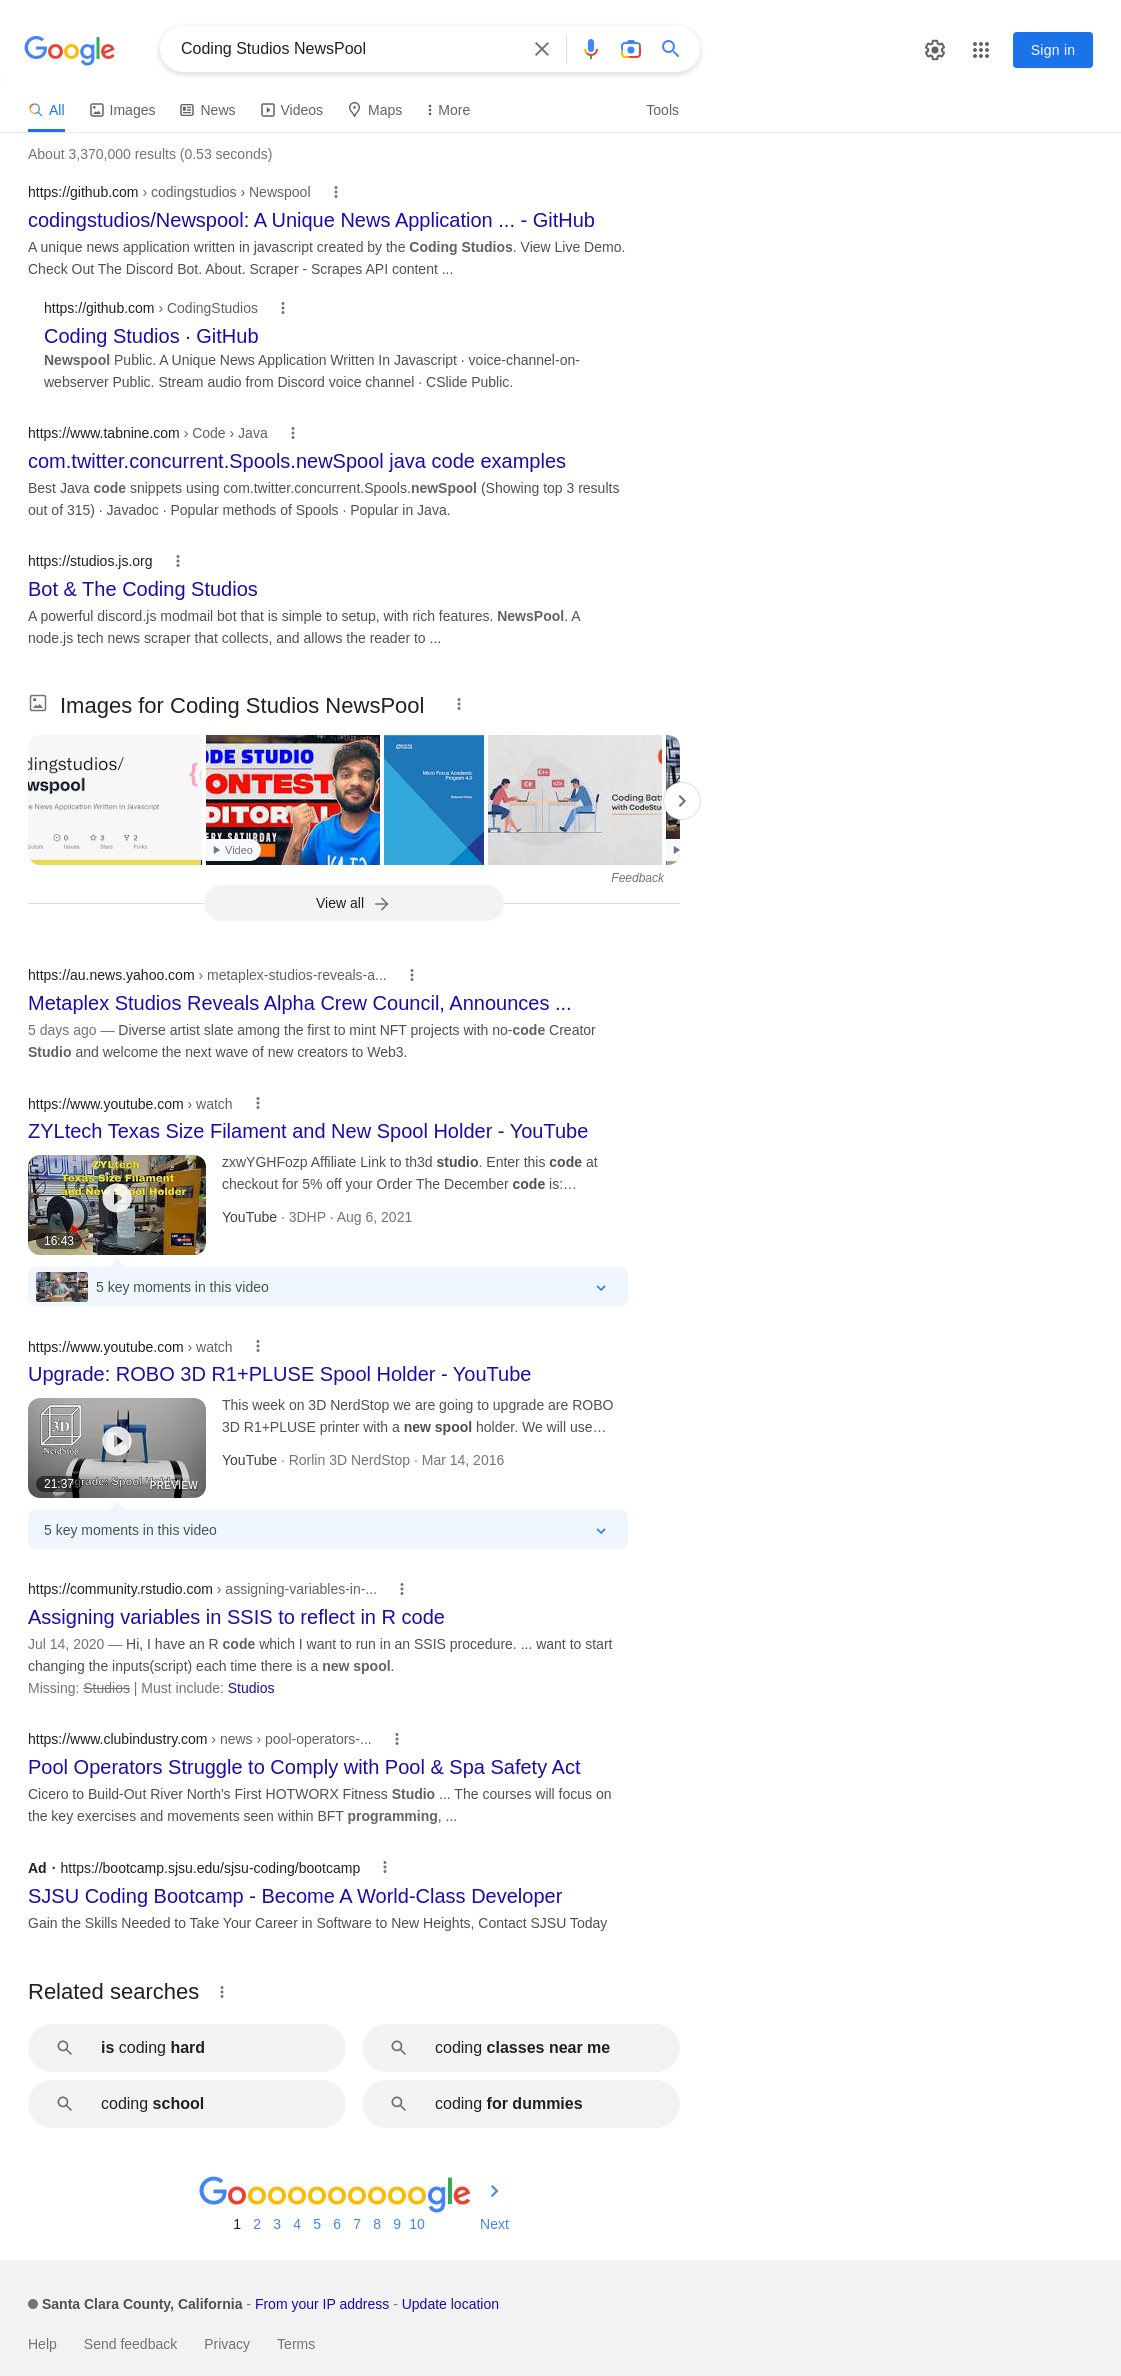 Google
Coding Studios NewsPool
Sign in
All
Images
News
Videos
Maps
More
Tools
About 3,370,000 results (0.53 seconds)
https://github.com › codingstudios › Newspool
codingstudios/Newspool: A Unique News Application ... - GitHub
A unique news application written in javascript created by the Coding Studios. View Live Demo.
Check Out The Discord Bot. About. Scraper - Scrapes API content ...
https://github.com › CodingStudios
Coding Studios · GitHub
Newspool Public. A Unique News Application Written In Javascript · voice-channel-on-
webserver Public. Stream audio from Discord voice channel · CSlide Public.
https://www.tabnine.com › Code › Java
com.twitter.concurrent.Spools.newSpool java code examples
Best Java code snippets using com.twitter.concurrent.Spools.newSpool (Showing top 3 results
out of 315) · Javadoc · Popular methods of Spools · Popular in Java.
https://studios.js.org
Bot & The Coding Studios
A powerful discord.js modmail bot that is simple to setup, with rich features. NewsPool. A
node.js tech news scraper that collects, and allows the reader to ...
Images for Coding Studios NewsPool
dingstudios/
wspool
e News Application Written In Javascript
0
3
2
Issues
Stars
Forks
ODE STUDIO
ONTEST
DITORIAL
RY SATURDAY
Video
Micro Focus Academic
Program 4.0
C#
C++
</>
Coding Batt
with CodeStu
Feedback
View all
https://au.news.yahoo.com › metaplex-studios-reveals-a...
Metaplex Studios Reveals Alpha Crew Council, Announces ...
5 days ago — Diverse artist slate among the first to mint NFT projects with no-code Creator
Studio and welcome the next wave of new creators to Web3.
https://www.youtube.com › watch
ZYLtech Texas Size Filament and New Spool Holder - YouTube
ZYLtech
Texas Size Filament
and New Spool Holder
16:43
zxwYGHFozp Affiliate Link to th3d studio. Enter this code at
checkout for 5% off your Order The December code is:…
YouTube · 3DHP · Aug 6, 2021
5 key moments in this video
https://www.youtube.com › watch
Upgrade: ROBO 3D R1+PLUSE Spool Holder - YouTube
3D
NerdStop
21:37
PREVIEW
This week on 3D NerdStop we are going to upgrade are ROBO
3D R1+PLUSE printer with a new spool holder. We will use…
YouTube · Rorlin 3D NerdStop · Mar 14, 2016
5 key moments in this video
https://community.rstudio.com › assigning-variables-in-...
Assigning variables in SSIS to reflect in R code
Jul 14, 2020 — Hi, I have an R code which I want to run in an SSIS procedure. ... want to start
changing the inputs(script) each time there is a new spool.
Missing: Studios | Must include: Studios
https://www.clubindustry.com › news › pool-operators-...
Pool Operators Struggle to Comply with Pool & Spa Safety Act
Cicero to Build-Out River North's First HOTWORX Fitness Studio ... The courses will focus on
the key exercises and movements seen within BFT programming, ...
Ad · https://bootcamp.sjsu.edu/sjsu-coding/bootcamp
SJSU Coding Bootcamp - Become A World-Class Developer
Gain the Skills Needed to Take Your Career in Software to New Heights, Contact SJSU Today
Related searches
is coding hard
coding classes near me
coding school
coding for dummies
Goooooooooogle
1 2 3 4 5 6 7 8 9 10 Next
Santa Clara County, California - From your IP address - Update location
Help Send feedback Privacy Terms